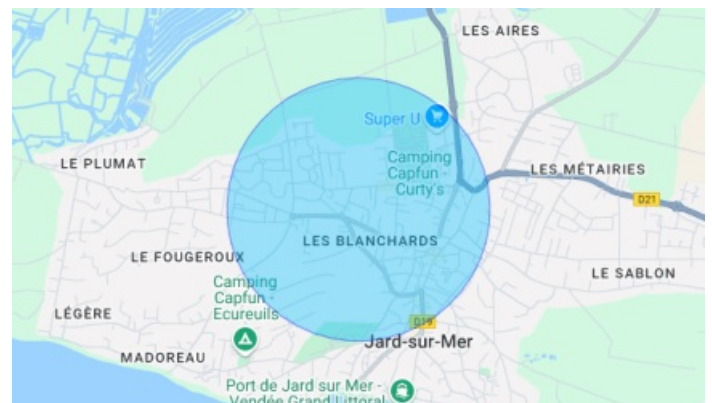 LES AIRES
Super U
Camping
Capfun -
Curty's
LE PLUMAT
LES MÉTAIRIES
D21
LES BLANCHARDS
LE FOUGEROUX
LE SABLON
Camping
Capfun -
Ecureuils
LÉGÈRE
D19
Jard-sur-Mer
MADOREAU
Port de Jard sur Mer -
Vendée Grand Littoral